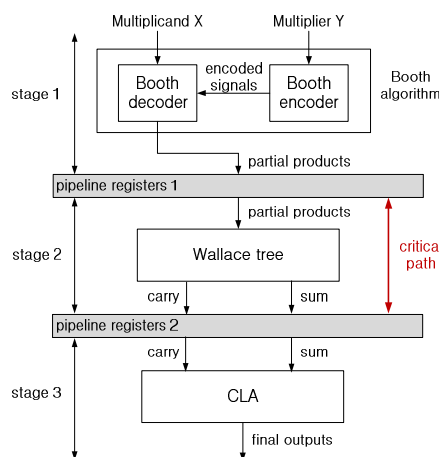 Multiplicand X
Multiplier Y
stage 1
Booth
decoder
encoded
signals
Booth
encoder
Booth
algorithm
partial products
pipeline registers 1
partial products
stage 2
Wallace tree
critica
path
carry
sum
pipeline registers 2
carry
sum
stage 3
CLA
final outputs